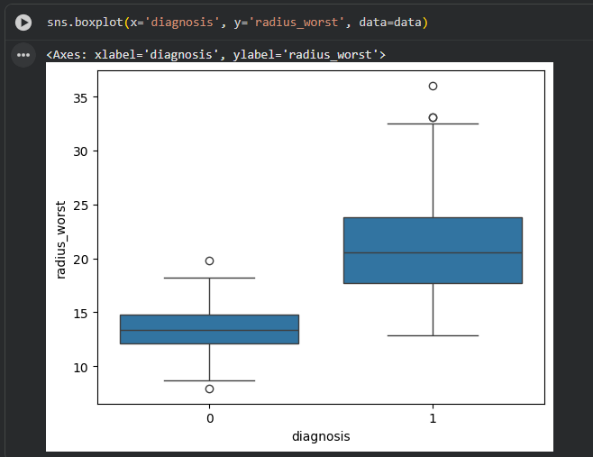 sns.boxplot(x='diagnosis', y='radius_worst', data=data)
<Axes: xlabel='diagnosis', ylabel='radius_worst'>
35
30
25
20
15
10
radius_worst
0 1
diagnosis